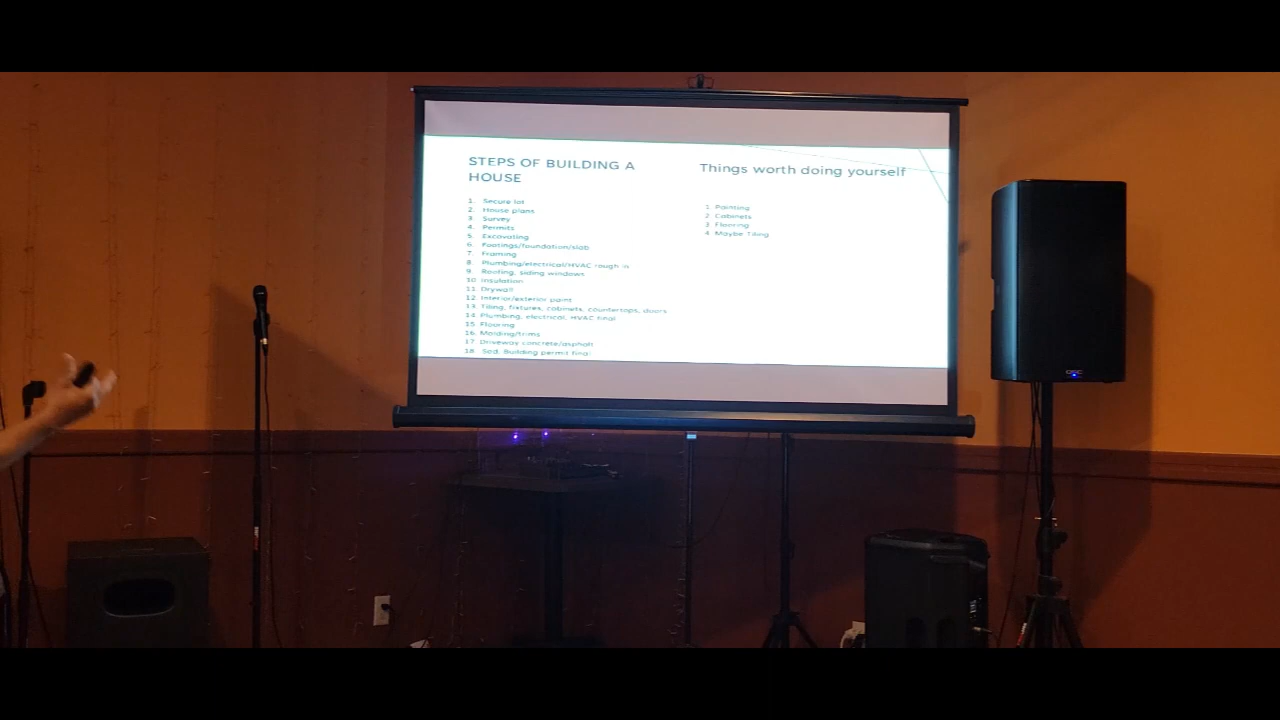 STEPS OF BUILDING A
HOUSE
1. Secure lot
2. House plans
3. Survey
4. Permits
5. Excavating
6. Footings/foundation/slab
7. Framing
8. Plumbing/electrical/HVAC rough in
9. Roofing, siding windows
10 Insulation
11. Drywall
12. Interior/exterior paint
13. Tiling, fixtures, cabinets, countertops, doors
14. Plumbing, electrical, HVAC final
15. Flooring
16. Molding/trims
17. Driveway concrete/asphalt
18. Sod. Building permit final
Things worth doing yourself
1 Painting
2 Cabinets
3 Flooring
4 Maybe Tiling
QSC